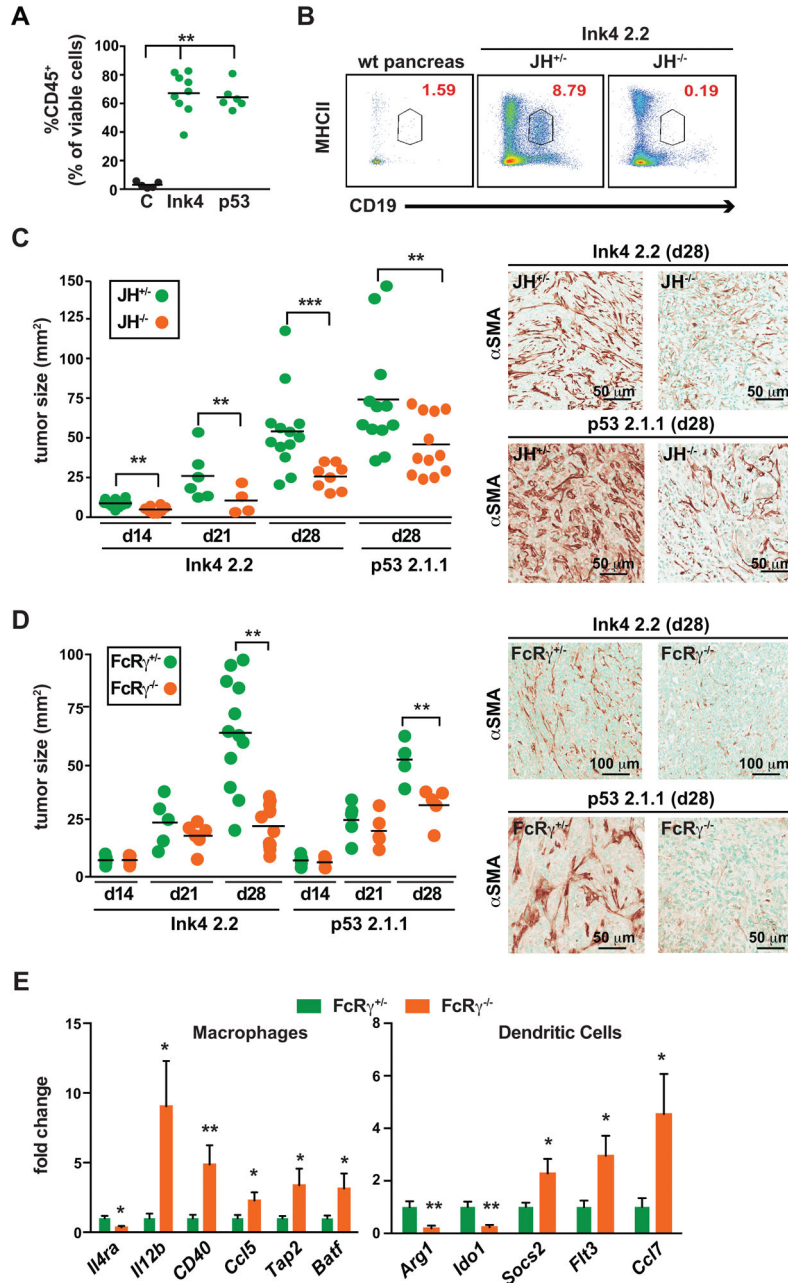 A
**
%CD45⁺
(% of viable cells)
100
80
60
40
20
0
C Ink4 p53
B
Ink4 2.2
wt pancreas JH⁺/⁻ JH⁻/⁻
1.59 8.79 0.19
MHCII
CD19
C
tumor size (mm²)
150
125
75
50
25
0
JH⁺/⁻
JH⁻/⁻
** ** *** **
d14 d21 d28 d28
Ink4 2.2 p53 2.1.1
Ink4 2.2 (d28)
αSMA
JH⁺/⁻ JH⁻/⁻
50 μm 50 μm
p53 2.1.1 (d28)
αSMA
JH⁺/⁻ JH⁻/⁻
50 μm 50 μm
D
tumor size (mm²)
100
75
50
25
0
FcRγ⁺/⁻
FcRγ⁻/⁻
** **
d14 d21 d28 d14 d21 d28
Ink4 2.2 p53 2.1.1
Ink4 2.2 (d28)
αSMA
FcRγ⁺/⁻ FcRγ⁻/⁻
100 μm 100 μm
p53 2.1.1 (d28)
αSMA
FcRγ⁺/⁻ FcRγ⁻/⁻
50 μm 50 μm
E
FcRγ⁺/⁻ FcRγ⁻/⁻
Macrophages
fold change
15
10
5
0
* * ** * * *
Il4ra Il12b CD40 Ccl5 Tap2 Batf
Dendritic Cells
8
6
4
2
0
** ** * * *
Arg1 Ido1 Socs2 Flt3 Ccl7